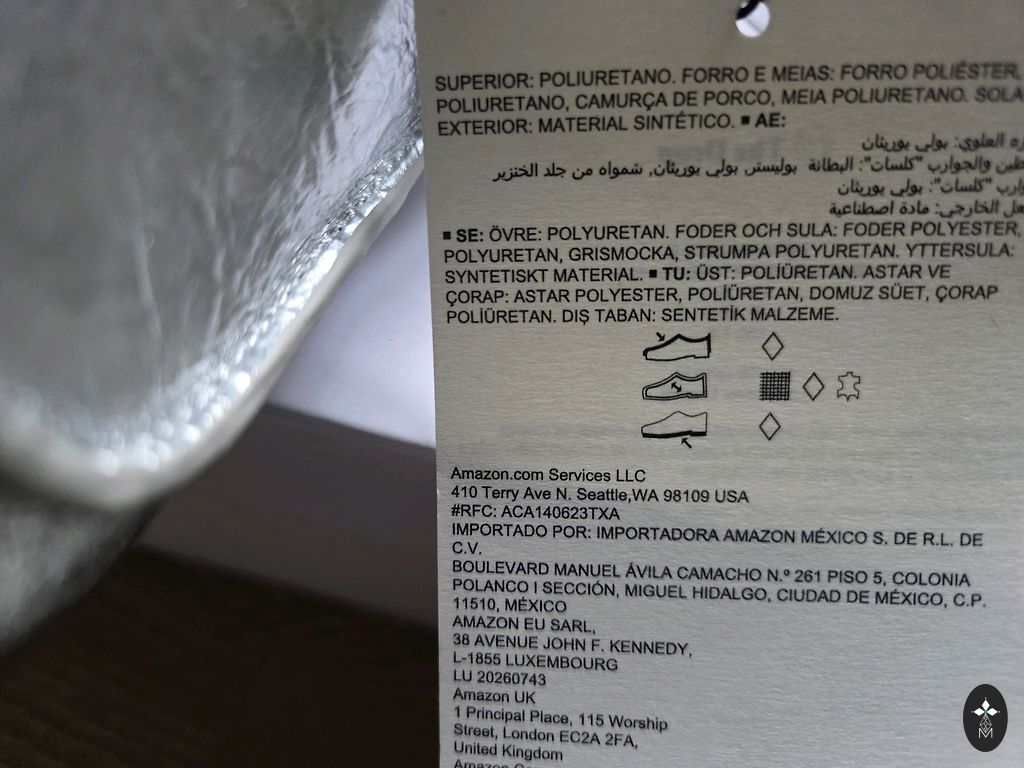 SUPERIOR: POLIURETANO. FORRO E MEIAS: FORRO POLIÉSTER,
POLIURETANO, CAMURÇA DE PORCO, MEIA POLIURETANO. SOLA
EXTERIOR: MATERIAL SINTÉTICO. ■ AE:
العلوي: بولي يوريثان
والجوارب "كلسات": البطانة بوليستر, بولي يوريثان, شمواه من جلد الخنزير
"كلسات": بولي يوريثان
الخارجي: مادة اصطناعية
■ SE: ÖVRE: POLYURETAN. FODER OCH SULA: FODER POLYESTER,
POLYURETAN, GRISMOCKA, STRUMPA POLYURETAN. YTTERSULA:
SYNTETISKT MATERIAL. ■ TU: ÜST: POLİÜRETAN. ASTAR VE
ÇORAP: ASTAR POLYESTER, POLİÜRETAN, DOMUZ SÜET, ÇORAP
POLİÜRETAN. DIŞ TABAN: SENTETİK MALZEME.
Amazon.com Services LLC
410 Terry Ave N. Seattle,WA 98109 USA
#RFC: ACA140623TXA
IMPORTADO POR: IMPORTADORA AMAZON MÉXICO S. DE R.L. DE
C.V.
BOULEVARD MANUEL ÁVILA CAMACHO N.º 261 PISO 5, COLONIA
POLANCO I SECCIÓN, MIGUEL HIDALGO, CIUDAD DE MÉXICO, C.P.
11510, MÉXICO
AMAZON EU SARL,
38 AVENUE JOHN F. KENNEDY,
L-1855 LUXEMBOURG
LU 20260743
Amazon UK
1 Principal Place, 115 Worship
Street, London EC2A 2FA,
United Kingdom
Amazon